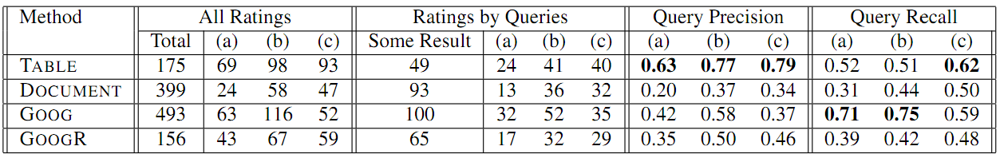 Method All Ratings Ratings by Queries Query Precision Query Recall
Total (a) (b) (c) Some Result (a) (b) (c) (a) (b) (c) (a) (b) (c)
TABLE 175 69 98 93 49 24 41 40 0.63 0.77 0.79 0.52 0.51 0.62
DOCUMENT 399 24 58 47 93 13 36 32 0.20 0.37 0.34 0.31 0.44 0.50
GOOG 493 63 116 52 100 32 52 35 0.42 0.58 0.37 0.71 0.75 0.59
GOOGR 156 43 67 59 65 17 32 29 0.35 0.50 0.46 0.39 0.42 0.48